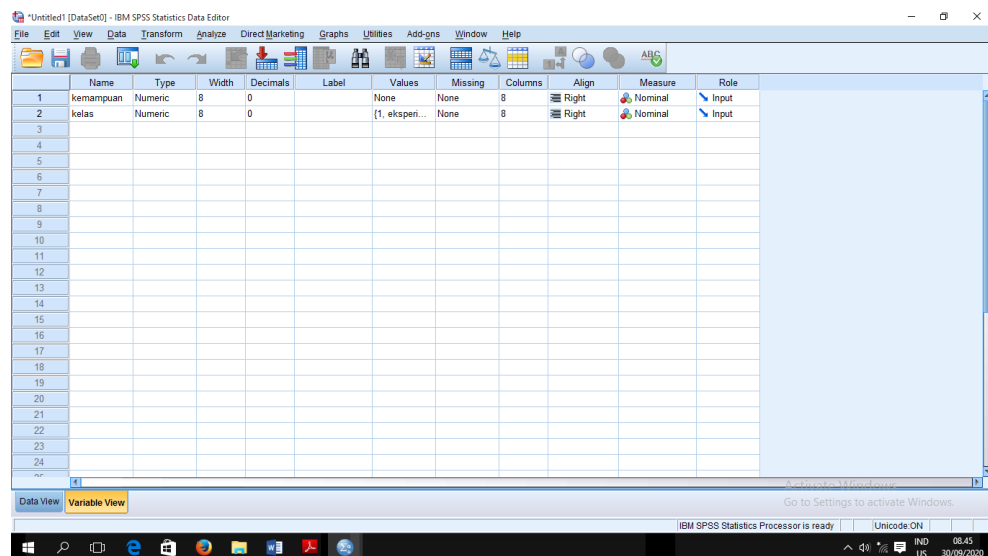 *Untitled1 [DataSet0] - IBM SPSS Statistics Data Editor
File Edit View Data Transform Analyze Direct Marketing Graphs Utilities Add-ons Window Help
Name Type Width Decimals Label Values Missing Columns Align Measure Role
1 kemampuan Numeric 8 0 None None 8 Right Nominal Input
2 kelas Numeric 8 0 {1, eksperi... None 8 Right Nominal Input
3
4
5
6
7
8
9
10
11
12
13
14
15
16
17
18
19
20
21
22
23
24
Activate Windows
Data View Variable View Go to Settings to activate Windows.
IBM SPSS Statistics Processor is ready Unicode:ON
IND 08.45
US 30/09/2020